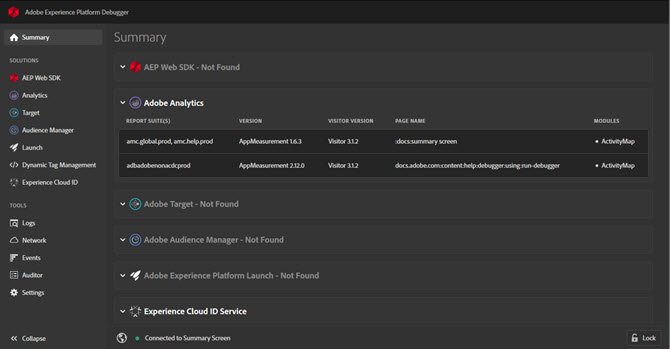 Adobe Experience Platform Debugger
Summary
SOLUTIONS
AEP Web SDK
Analytics
Target
Audience Manager
Launch
Dynamic Tag Management
Experience Cloud ID
TOOLS
Logs
Network
Events
Auditor
Settings
Collapse
Summary
AEP Web SDK - Not Found
Adobe Analytics
REPORT SUITE(S) VERSION VISITOR VERSION PAGE NAME MODULES
amc.global.prod, amc.help.prod AppMeasurement 1.6.3 Visitor 3.1.2 :docs:summary screen • ActivityMap
adbadobenonacdcprod AppMeasurement 2.12.0 Visitor 3.1.2 docs.adobe.com:content:help:debugger:using:run-debugger • ActivityMap
Adobe Target - Not Found
Adobe Audience Manager - Not Found
Adobe Experience Platform Launch - Not Found
Experience Cloud ID Service
Connected to Summary Screen
Lock